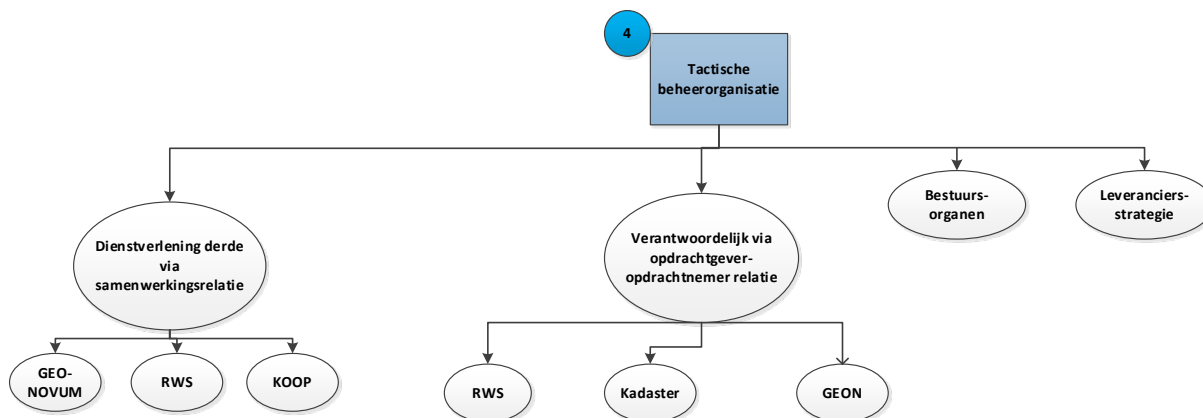 4
Tactische
beheerorganisatie
Bestuurs-
organen
Leveranciers-
strategie
Dienstverlening derde
via
samenwerkingsrelatie
Verantwoordelijk via
opdrachtgever-
opdrachtnemer relatie
GEO-
NOVUM
RWS
KOOP
RWS
Kadaster
GEON